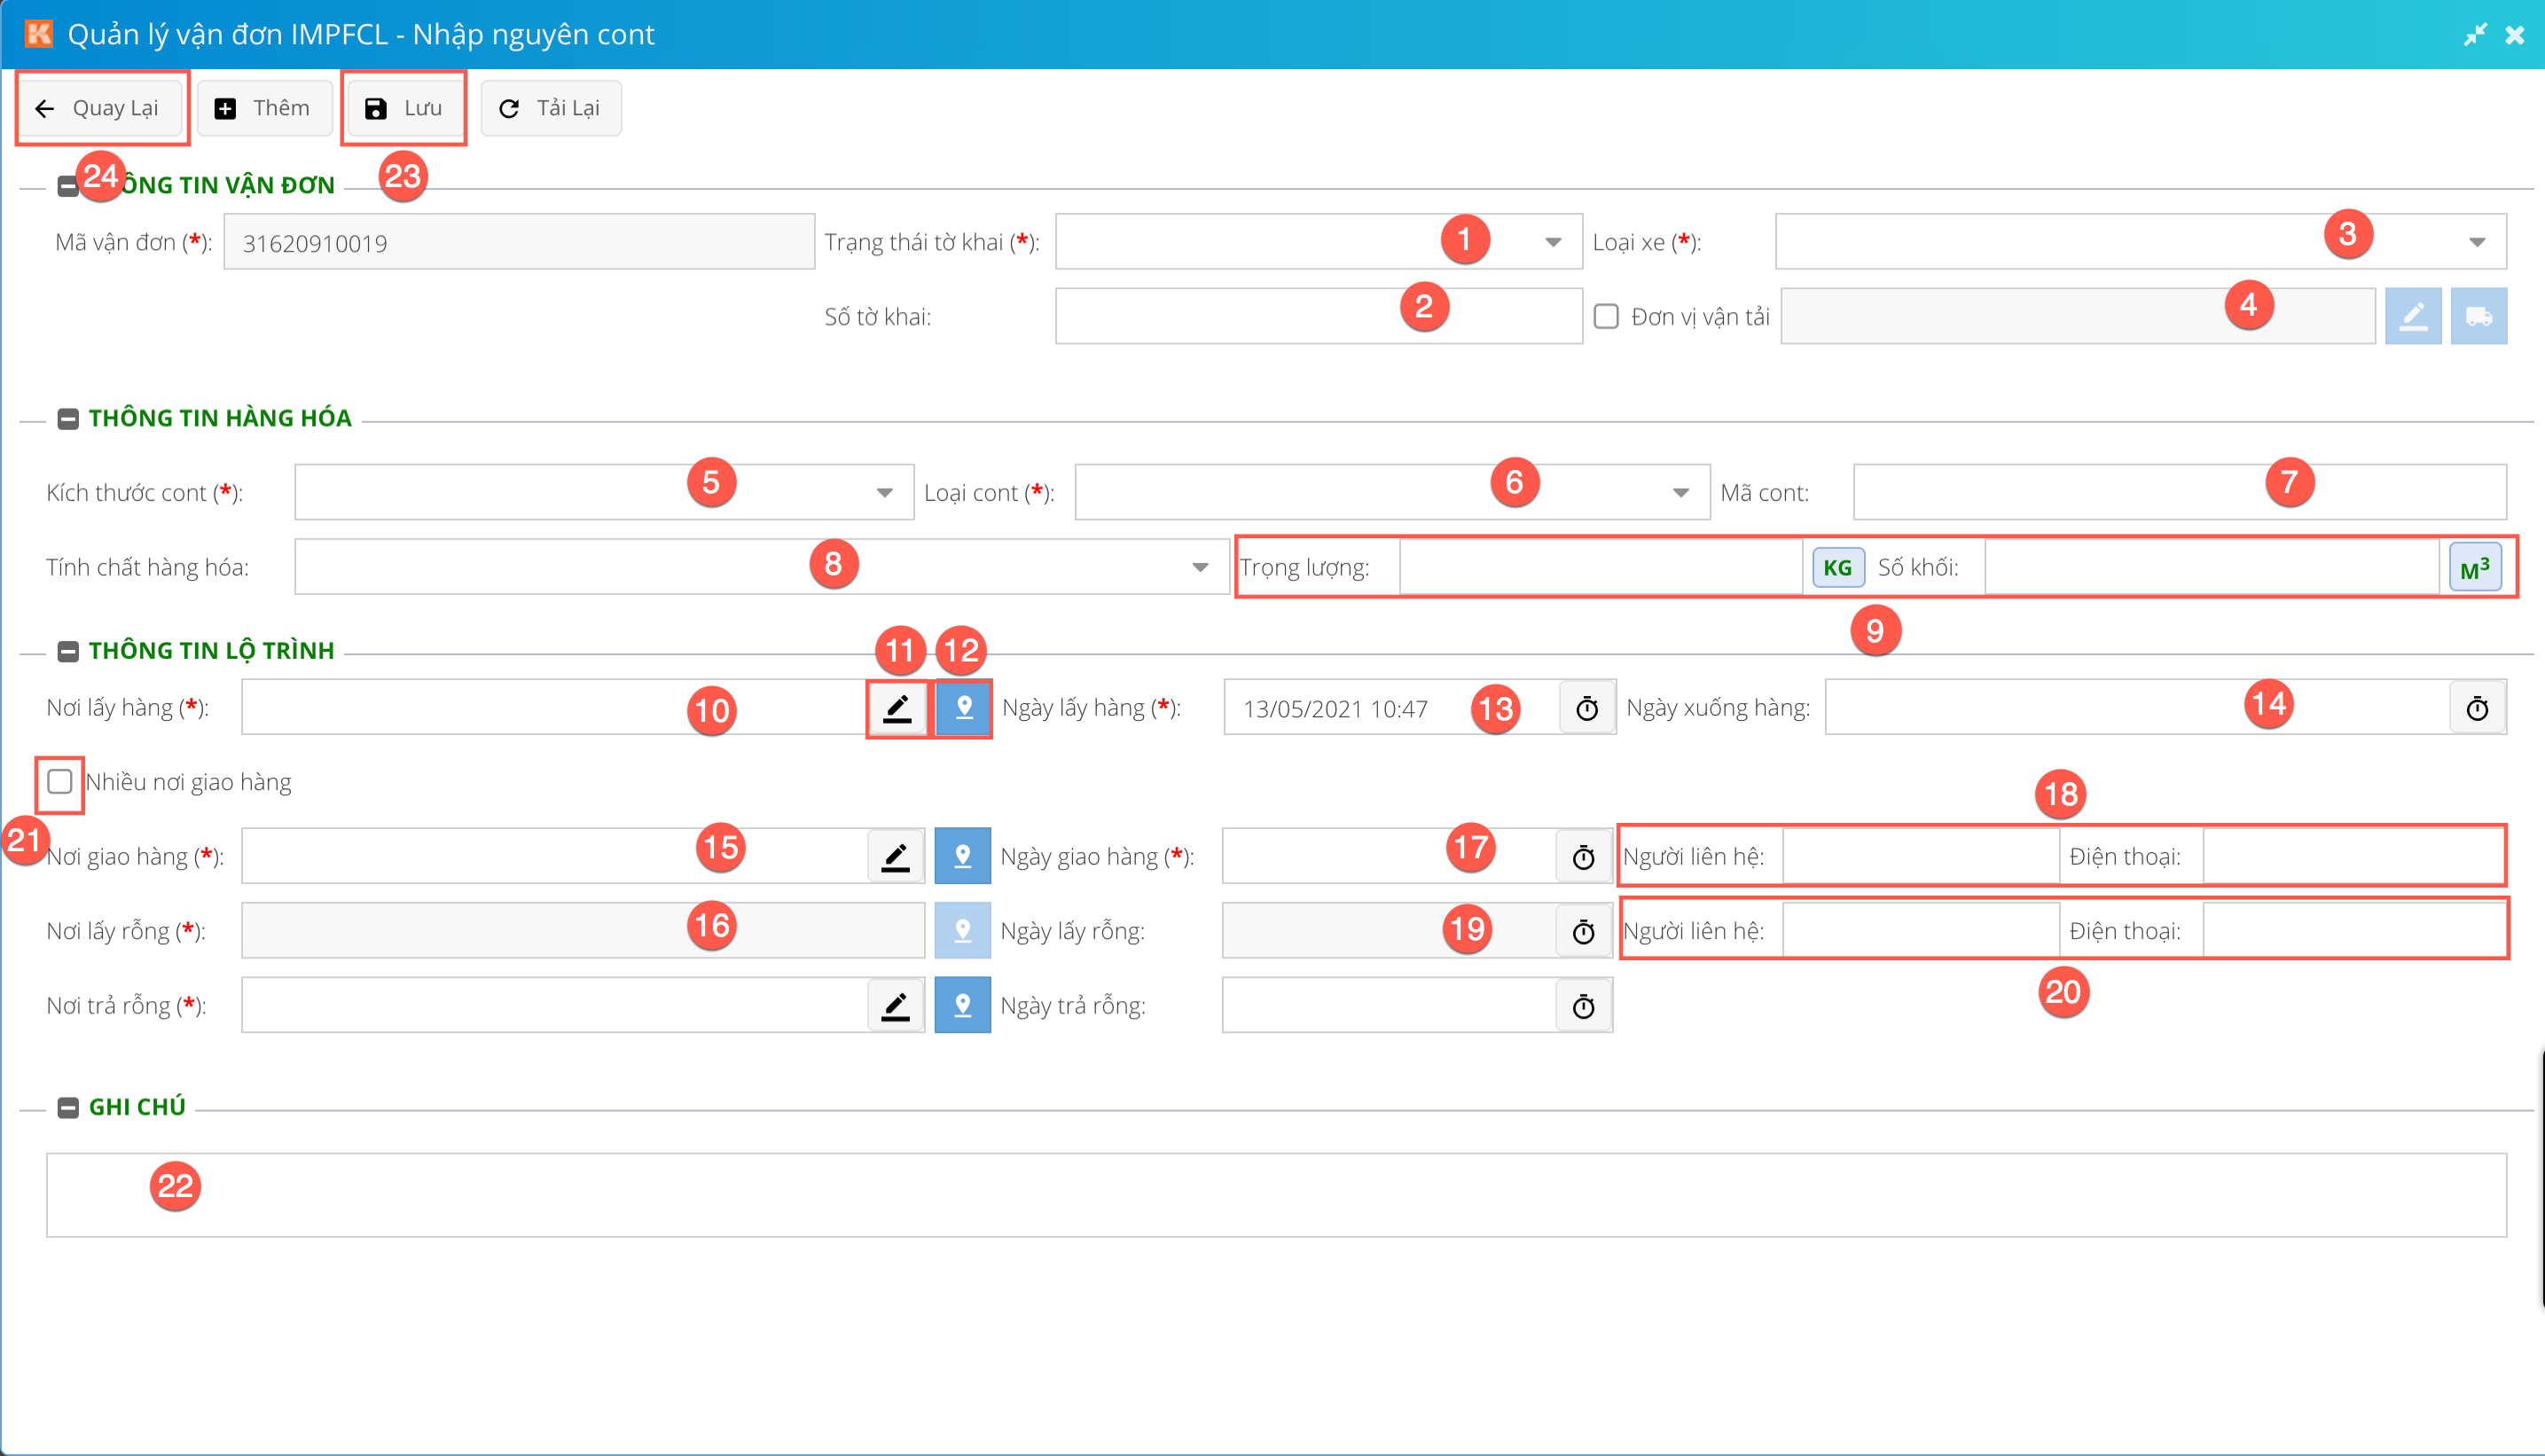 Quản lý vận đơn IMPFCL - Nhập nguyên cont
Quay Lại Thêm Lưu Tải Lại
24 23
ÔNG TIN VẬN ĐƠN
Mã vận đơn (*): 31620910019 Trạng thái tờ khai (*): 1 Loại xe (*): 3
Số tờ khai: 2 Đơn vị vận tải 4
THÔNG TIN HÀNG HÓA
Kích thước cont (*): 5 Loại cont (*): 6 Mã cont: 7
Tính chất hàng hóa: 8 Trọng lượng: KG Số khối: M³
9
THÔNG TIN LỘ TRÌNH 11 12
Nơi lấy hàng (*): 10 Ngày lấy hàng (*): 13/05/2021 10:47 13 Ngày xuống hàng: 14
Nhiều nơi giao hàng 18
21
Nơi giao hàng (*): 15 Ngày giao hàng (*): 17 Người liên hệ: Điện thoại:
Nơi lấy rỗng (*): 16 Ngày lấy rỗng: 19 Người liên hệ: Điện thoại:
20
Nơi trả rỗng (*): Ngày trả rỗng:
GHI CHÚ
22